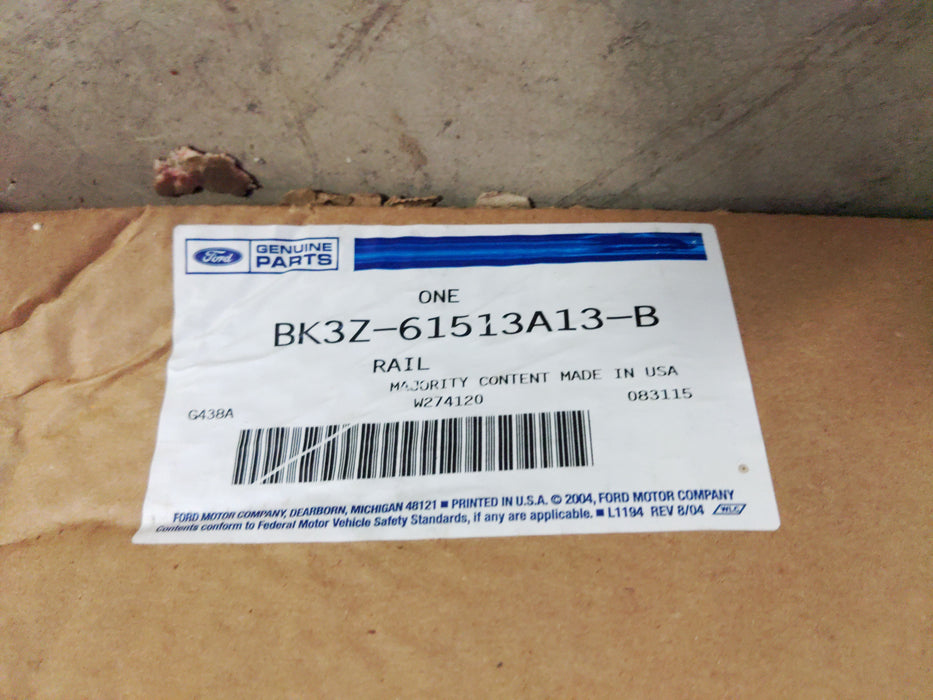 Ford GENUINE PARTS
ONE
BK3Z-61513A13-B
RAIL
MAJORITY CONTENT MADE IN USA
G438A W274120 083115
FORD MOTOR COMPANY, DEARBORN, MICHIGAN 48121 ■ PRINTED IN U.S.A. © 2004, FORD MOTOR COMPANY
Contents conform to Federal Motor Vehicle Safety Standards, if any are applicable. ■ L1194 REV 8/04